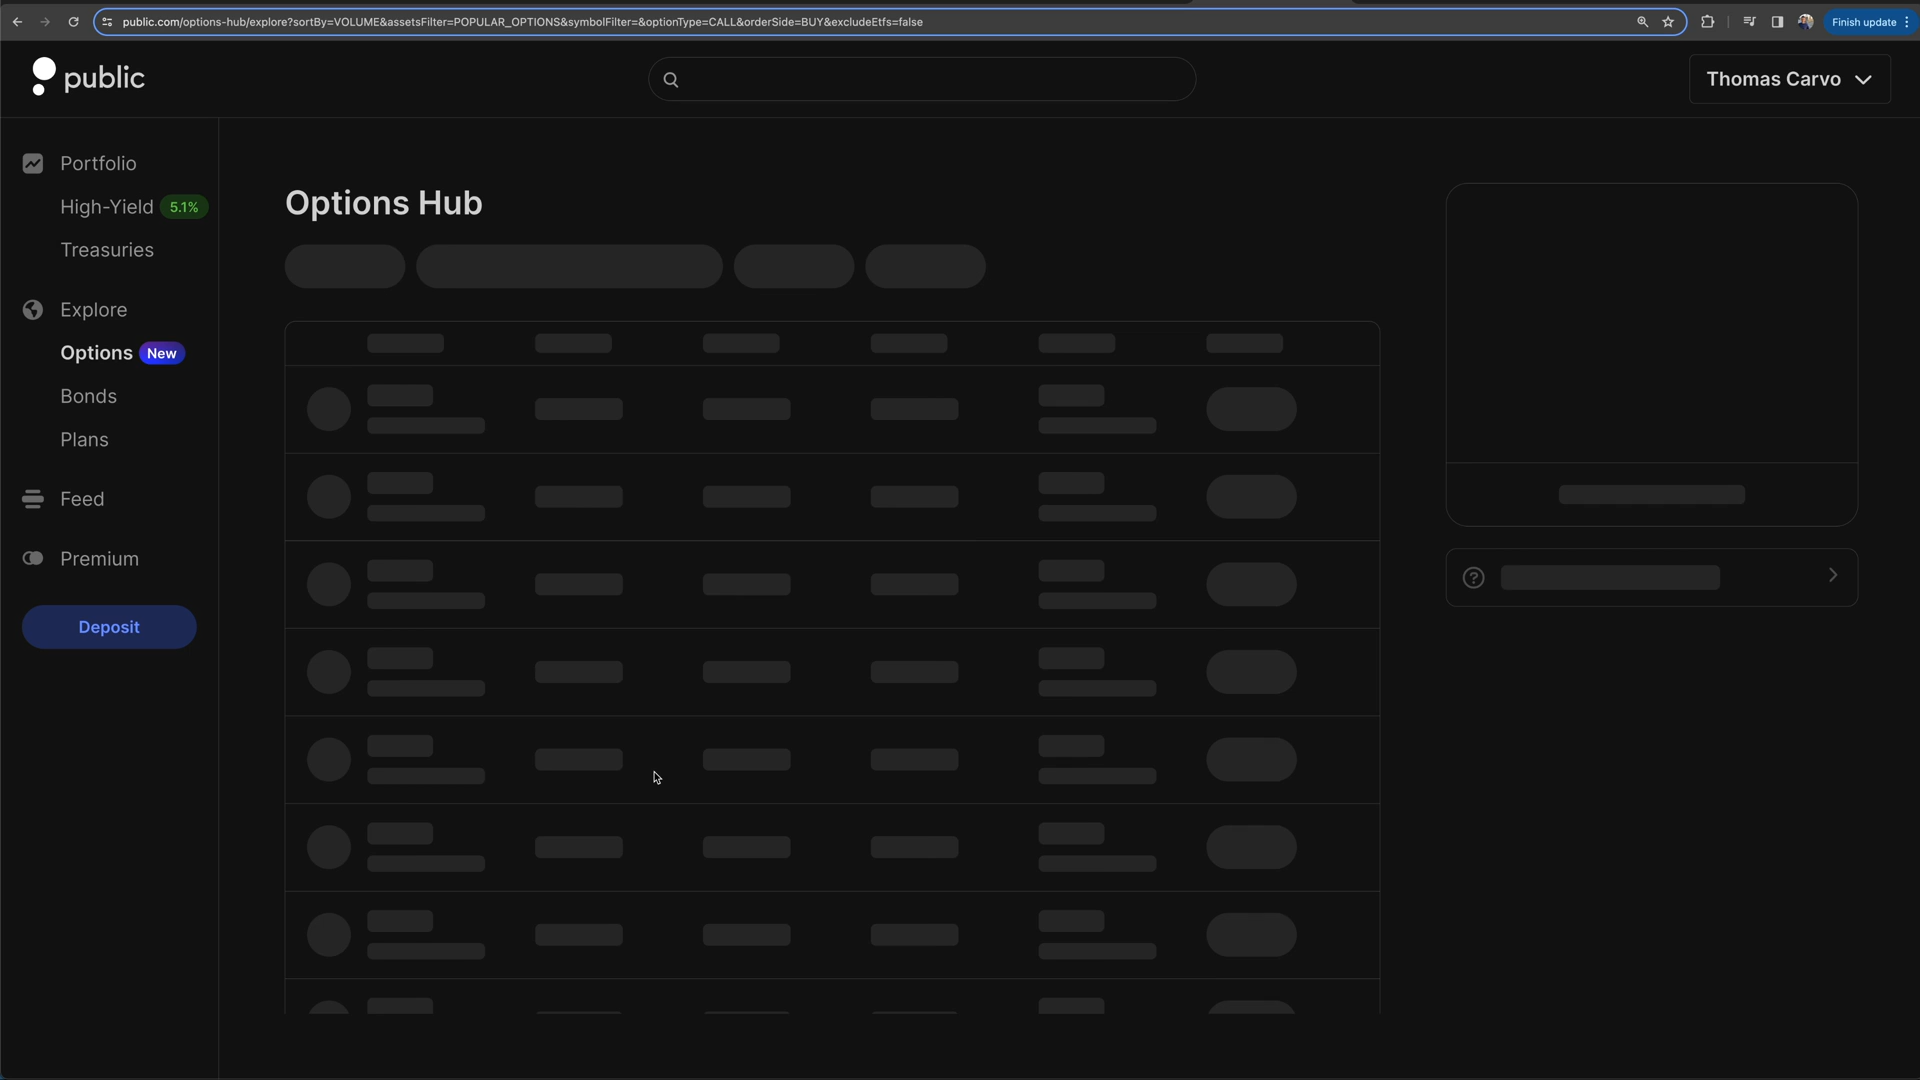 public.com/options-hub/explore?sortBy=VOLUME&assetsFilter=POPULAR_OPTIONS&symbolFilter=&optionType=CALL&orderSide=BUY&excludeEtfs=false
Finish update
public
Thomas Carvo
Portfolio
High-Yield 5.1%
Treasuries
Explore
Options New
Bonds
Plans
Feed
Premium
Deposit
Options Hub